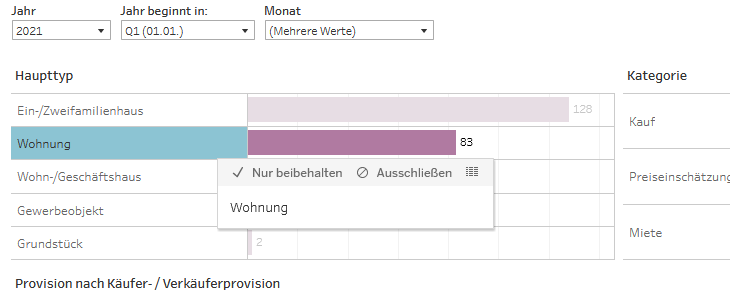 Jahr Jahr beginnt in: Monat
2021 Q1 (01.01.) (Mehrere Werte)
Haupttyp Kategorie
Ein-/Zweifamilienhaus 128
Kauf
Wohnung 83
Nur beibehalten Ausschließen
Wohn-/Geschäftshaus
Preiseinschätzung
Wohnung
Gewerbeobjekt
Miete
Grundstück 2
Provision nach Käufer- / Verkäuferprovision